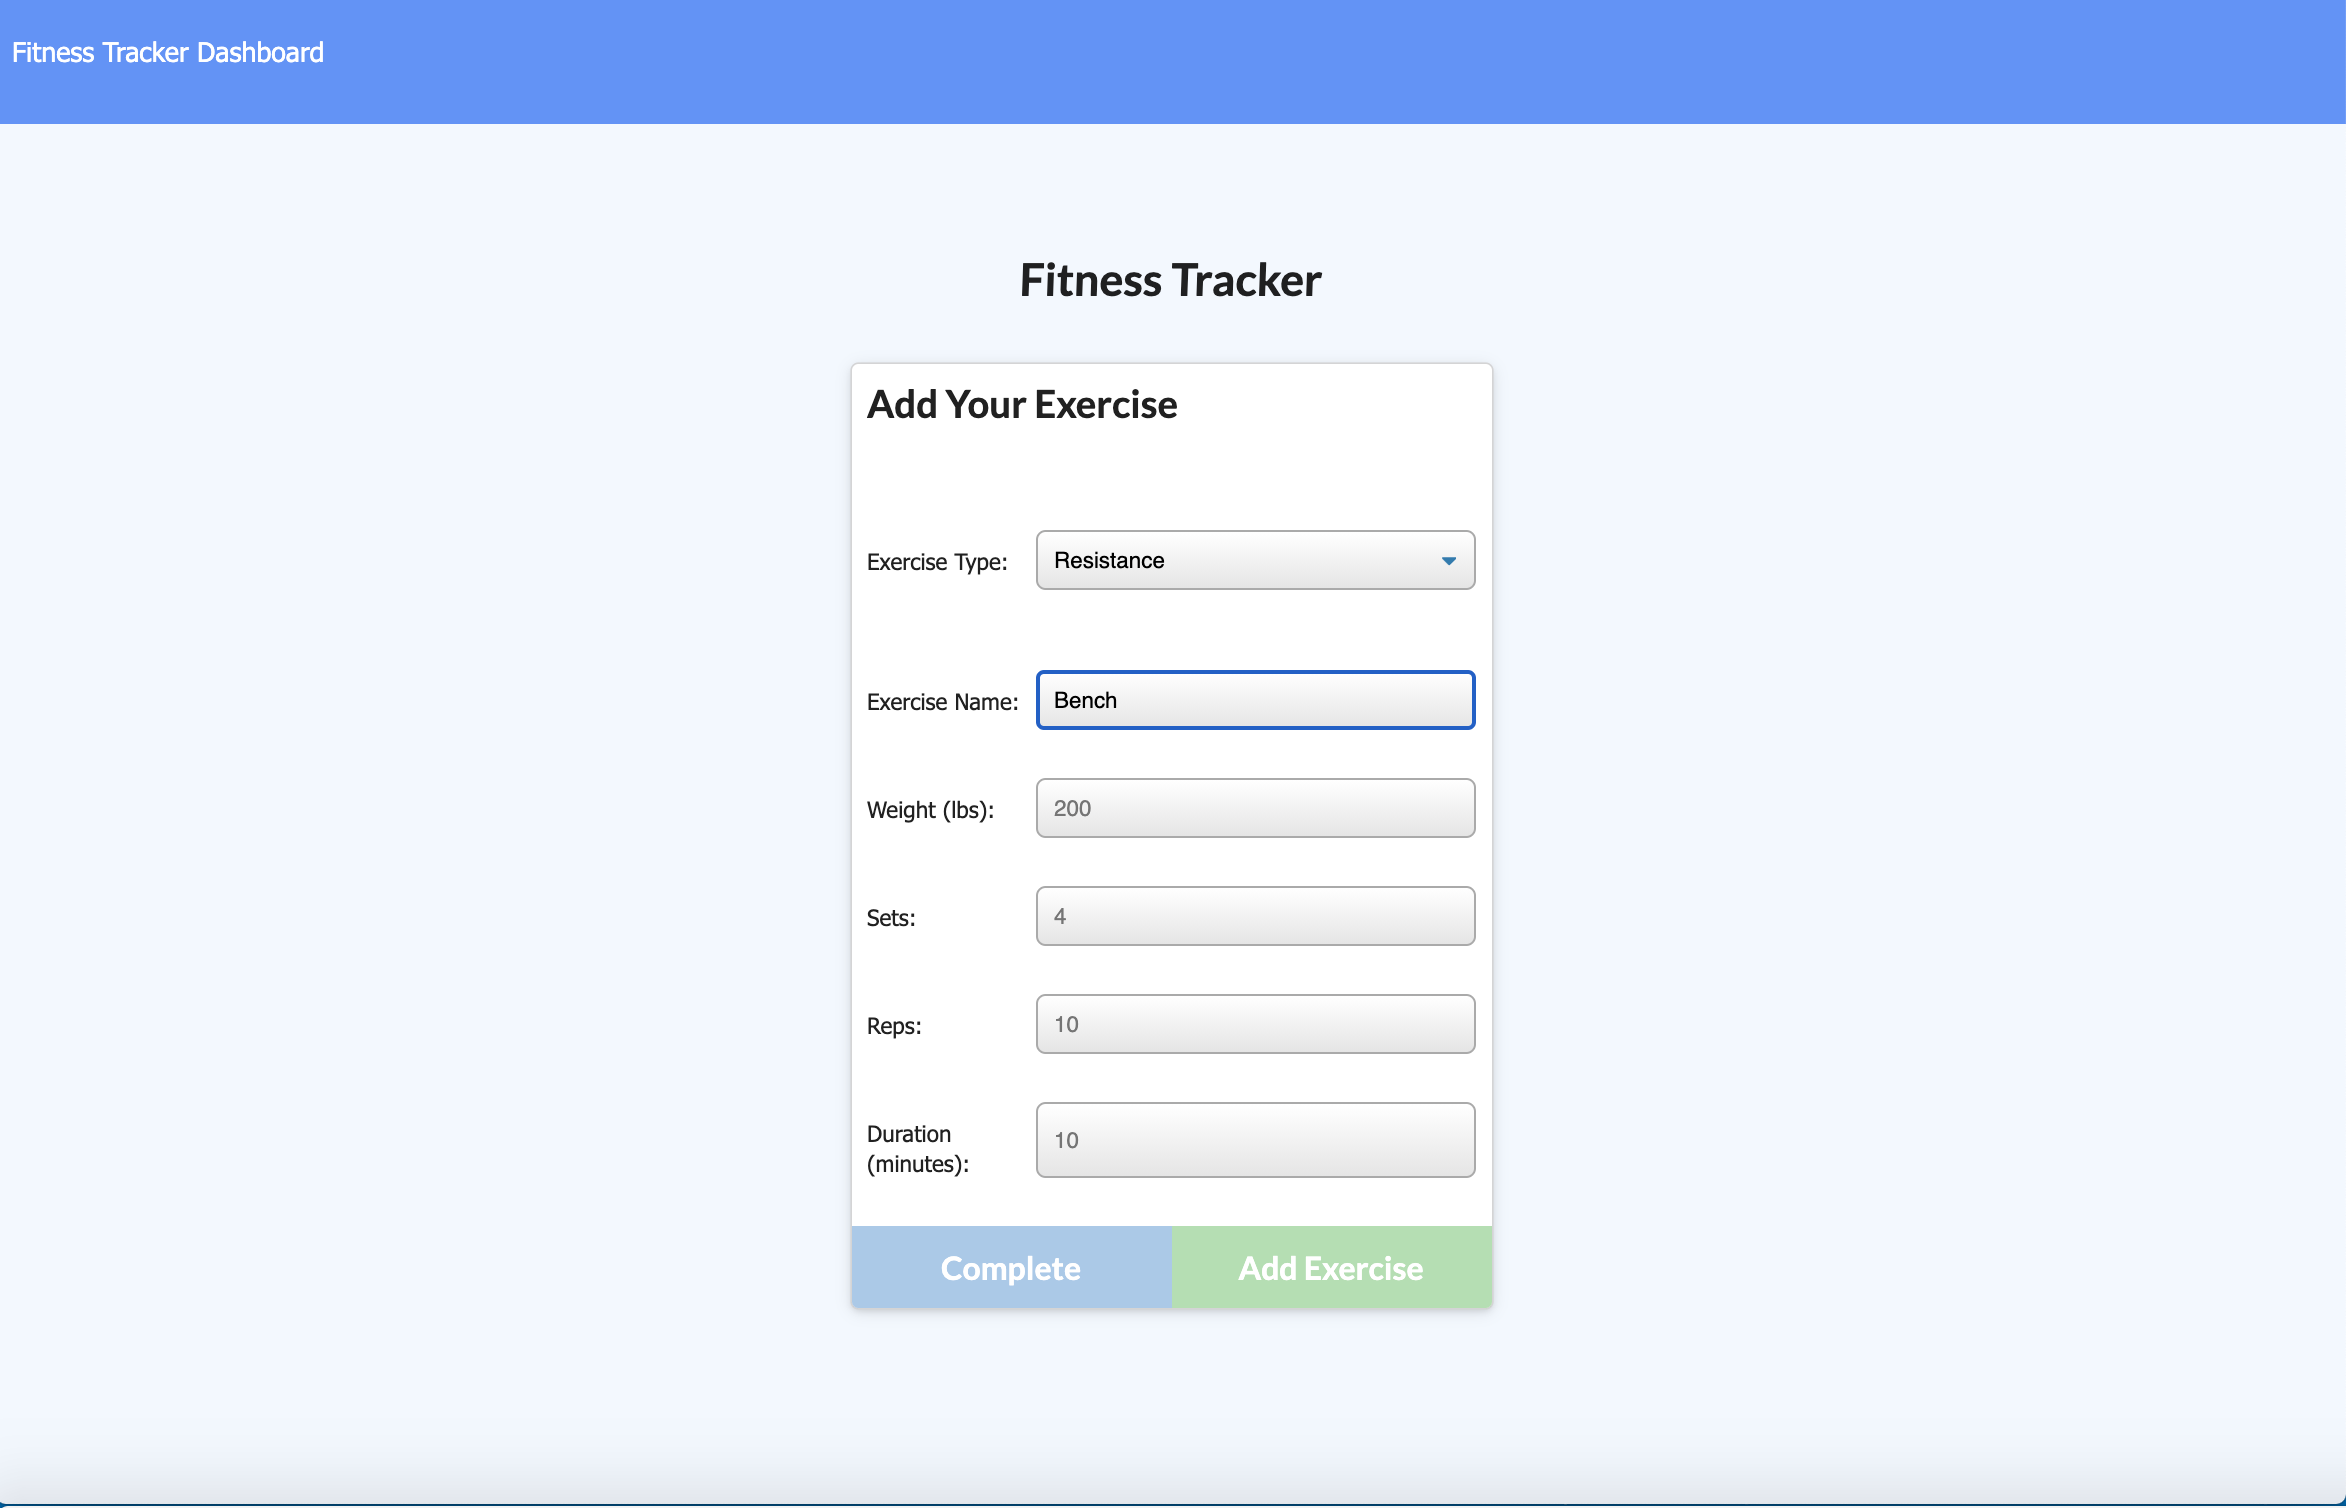 Fitness Tracker Dashboard
Fitness Tracker
Add Your Exercise
Exercise Type: Resistance
Exercise Name: Bench
Weight (lbs): 200
Sets: 4
Reps: 10
Duration
(minutes): 10
Complete Add Exercise